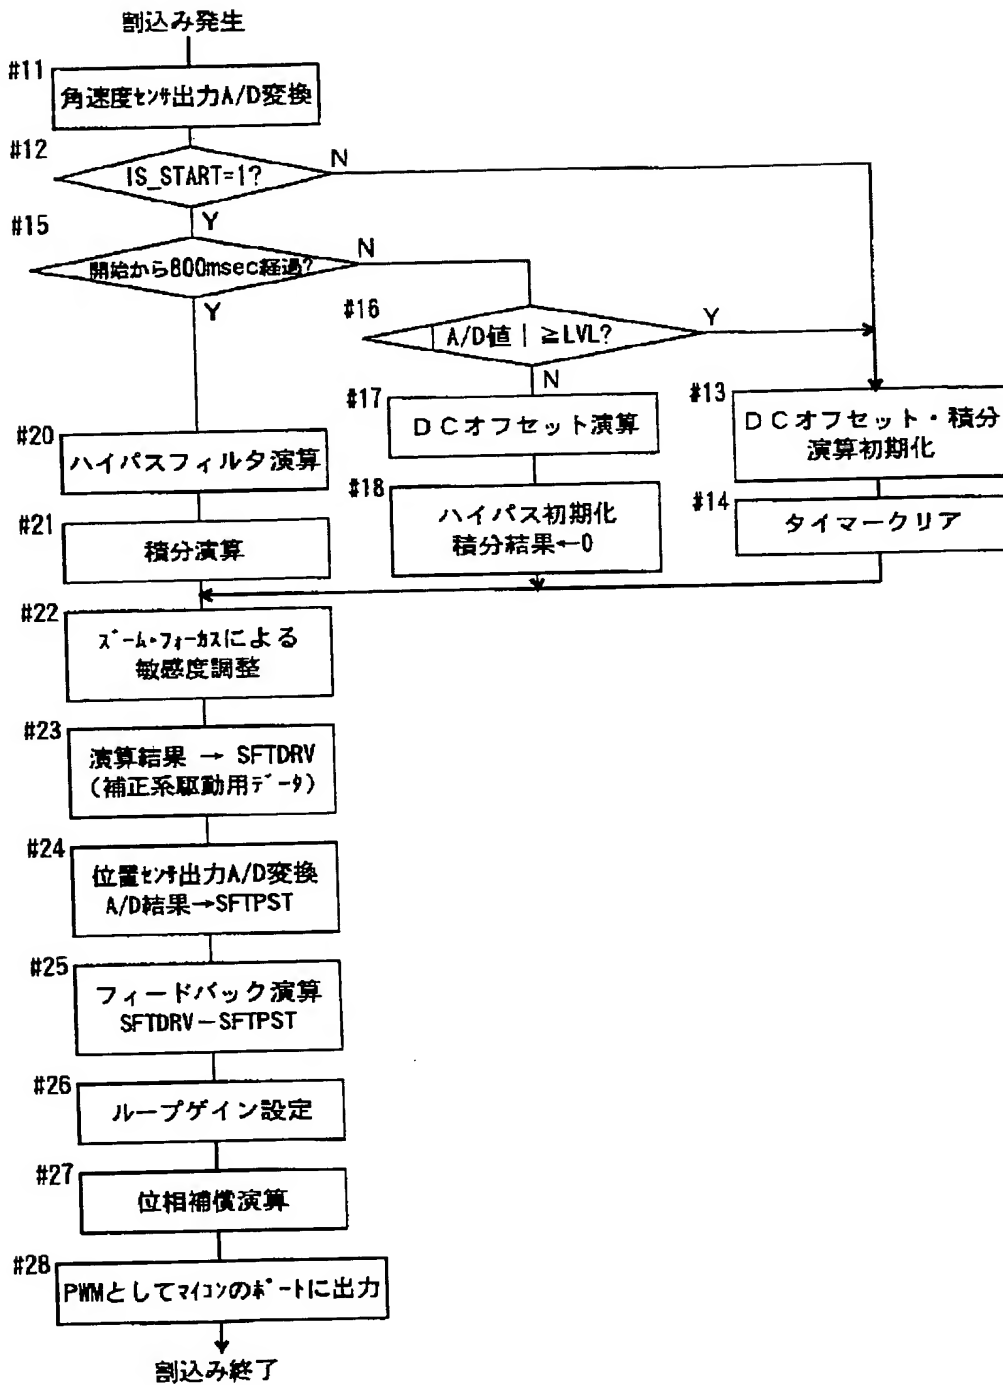 割込み発生
#11
角速度センサ出力A/D変換
#12
IS_START=1?
N
Y
#15
開始から800msec経過?
N
Y
#16
｜A/D値｜≧LVL?
Y
N
#17
DCオフセット演算
#13
DCオフセット・積分
演算初期化
#20
ハイパスフィルタ演算
#18
ハイパス初期化
積分結果←0
#14
タイマークリア
#21
積分演算
#22
ズーム・フォーカスによる
敏感度調整
#23
演算結果 → SFTDRV
(補正系駆動用データ)
#24
位置センサ出力A/D変換
A/D結果→SFTPST
#25
フィードバック演算
SFTDRV－SFTPST
#26
ループゲイン設定
#27
位相補償演算
#28
PWMとしてマイコンのポートに出力
割込み終了